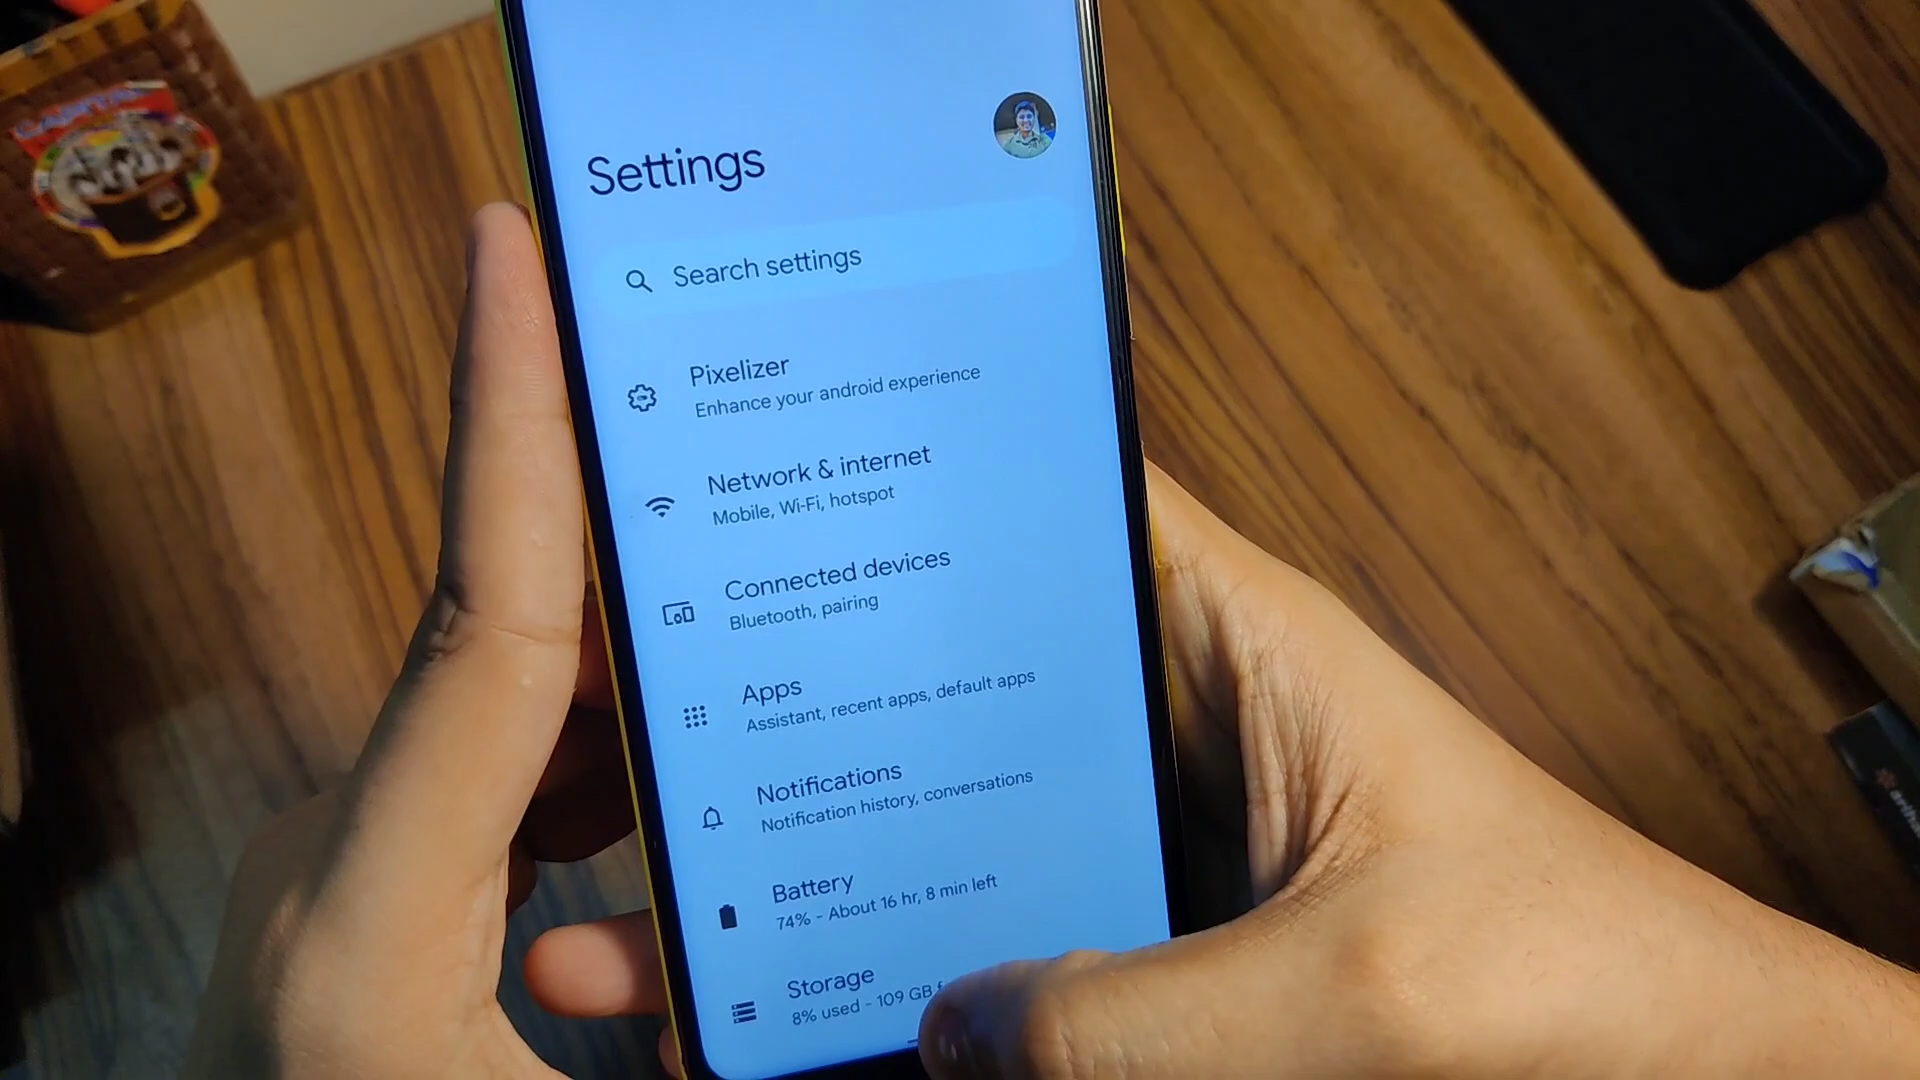 Settings
Search settings
Pixelizer
Enhance your android experience
Network & internet
Mobile, Wi-Fi, hotspot
Connected devices
Bluetooth, pairing
Apps
Assistant, recent apps, default apps
Notifications
Notification history, conversations
Battery
74% - About 16 hr, 8 min left
Storage
8% used - 109 GB